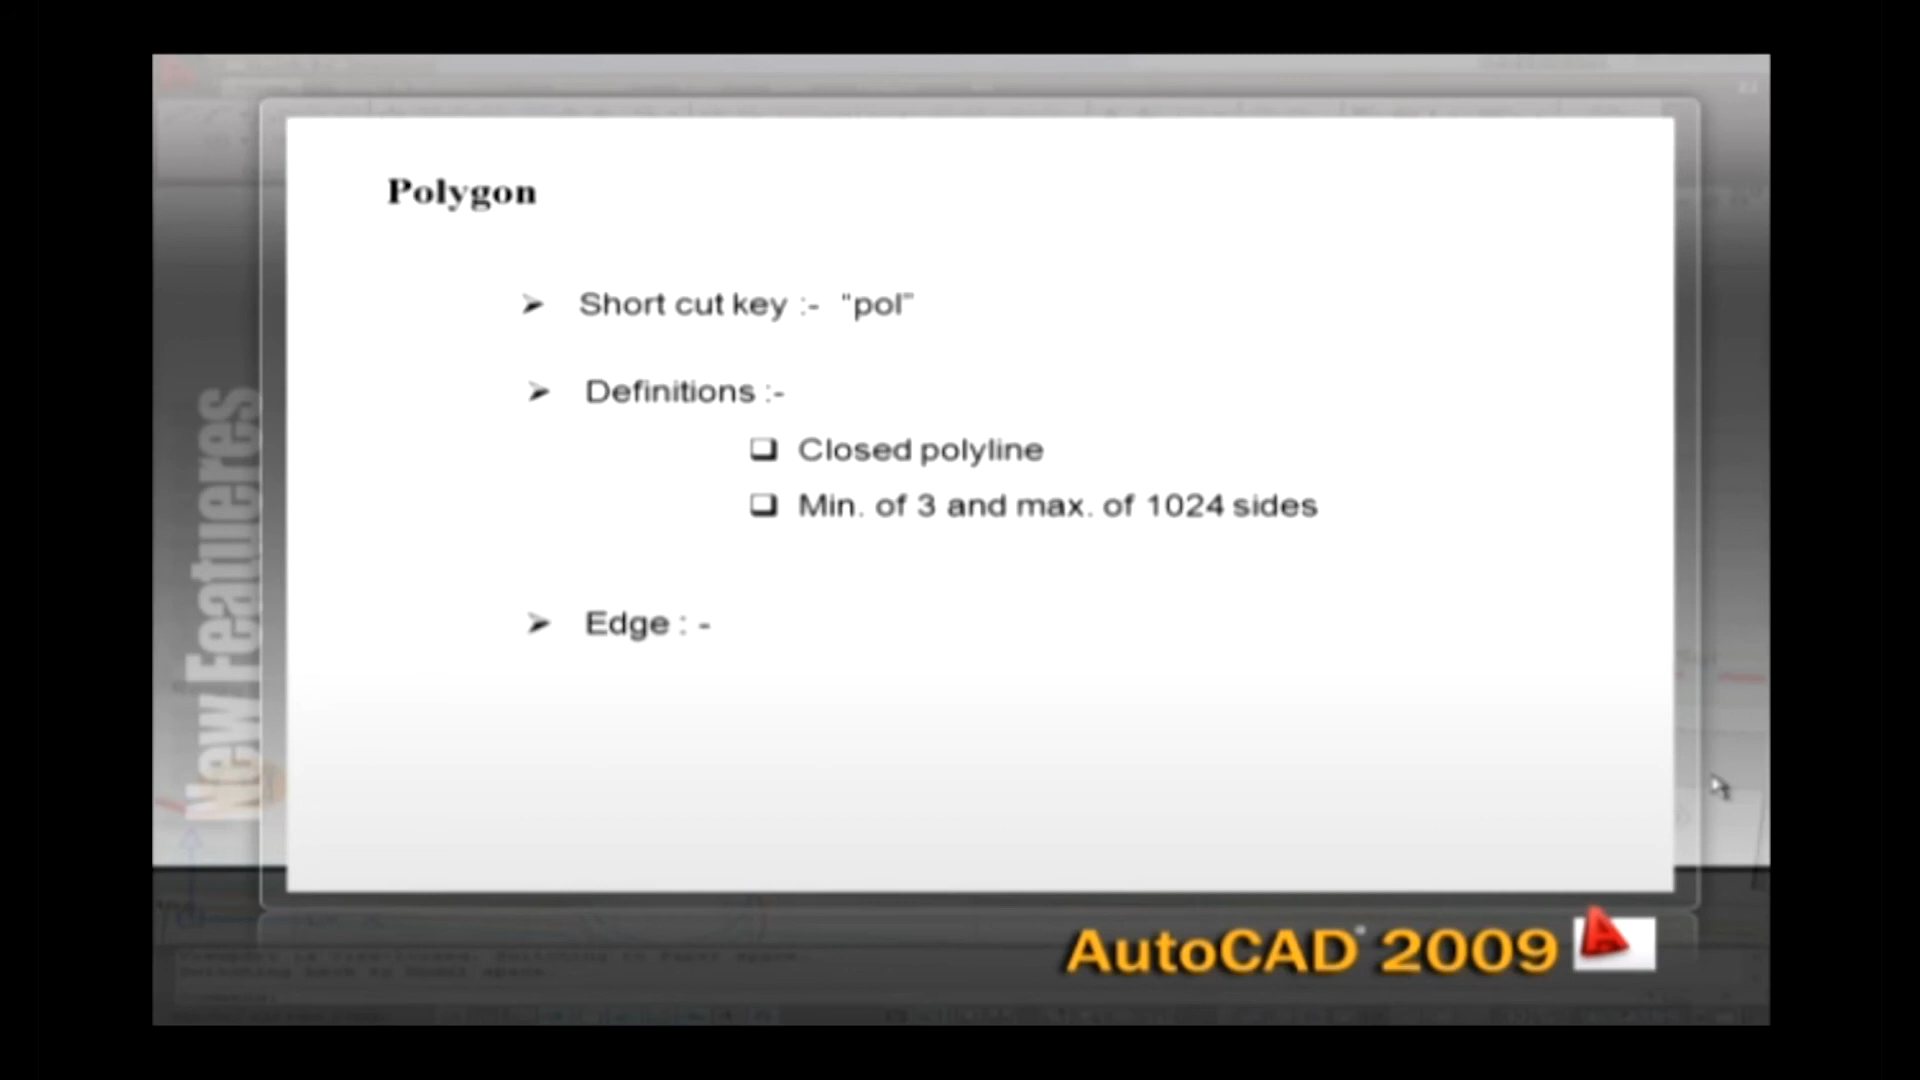 Polygon
➢ Short cut key :- "pol"
➢ Definitions :-
❑ Closed polyline
❑ Min. of 3 and max. of 1024 sides
➢ Edge : -
New Featueres
AutoCAD 2009